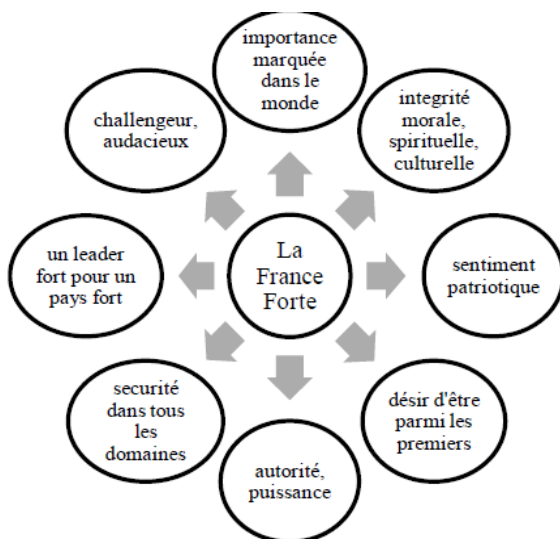 importance
marquée
dans le
monde
integrité
morale,
spirituelle,
culturelle
sentiment
patriotique
désir d'être
parmi les
premiers
autorité,
puissance
securité
dans tous
les
domaines
un leader
fort pour un
pays fort
challengeur,
audacieux
La
France
Forte